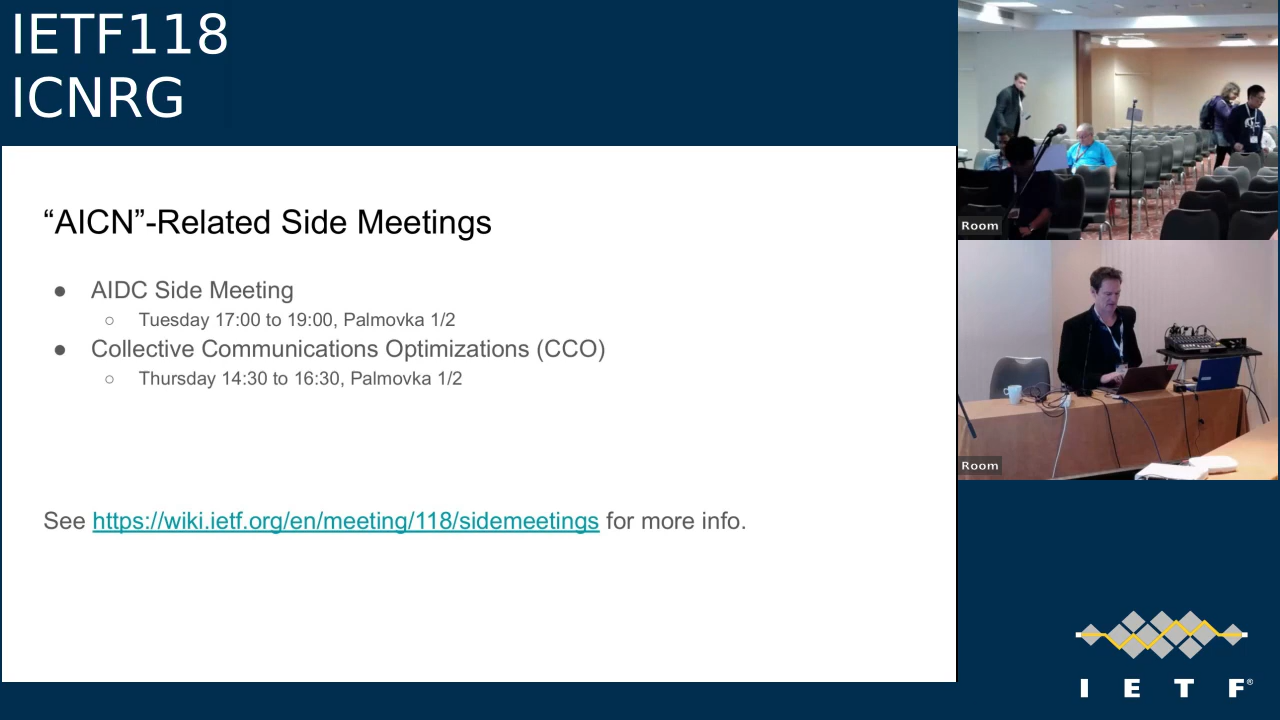 IETF118
ICNRG
“AICN”-Related Side Meetings
● AIDC Side Meeting
○ Tuesday 17:00 to 19:00, Palmovka 1/2
● Collective Communications Optimizations (CCO)
○ Thursday 14:30 to 16:30, Palmovka 1/2
See https://wiki.ietf.org/en/meeting/118/sidemeetings for more info.
Room
Room
I E T F®